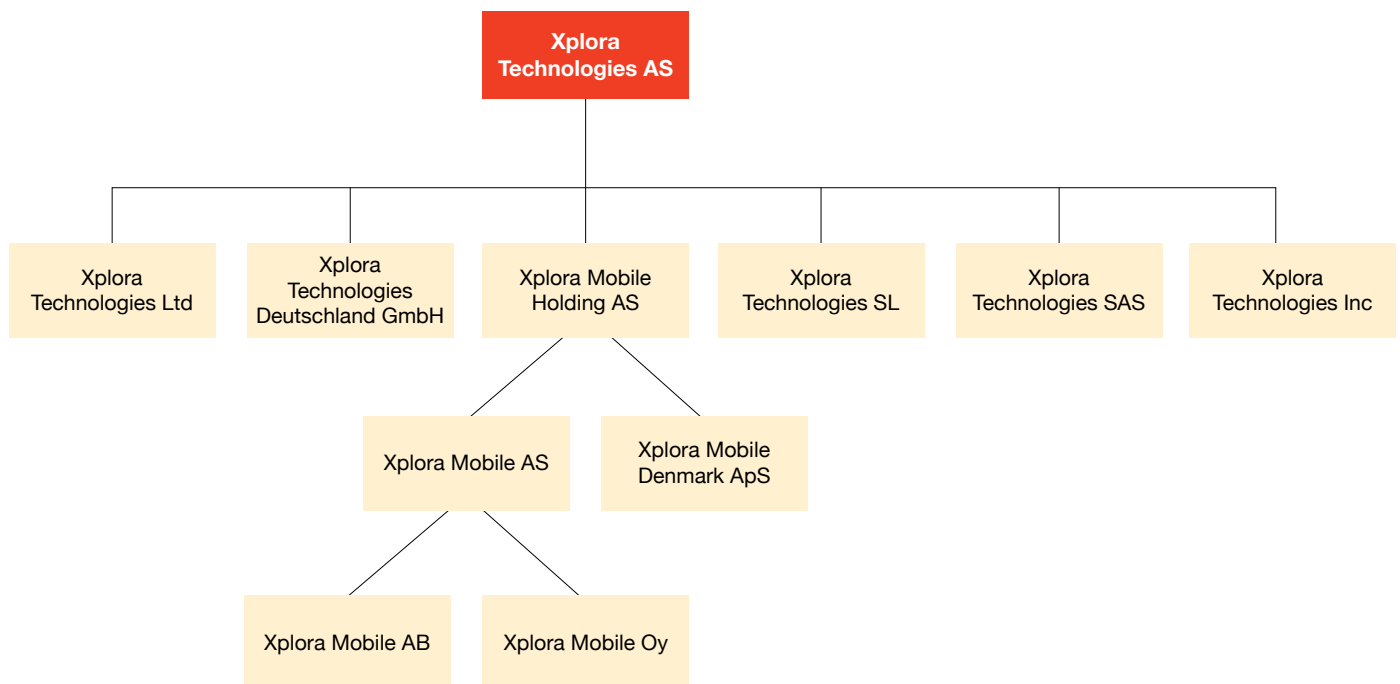 Xplora
Technologies AS
Xplora
Technologies Ltd
Xplora
Technologies
Deutschland GmbH
Xplora Mobile
Holding AS
Xplora
Technologies SL
Xplora
Technologies SAS
Xplora
Technologies Inc
Xplora Mobile AS
Xplora Mobile
Denmark ApS
Xplora Mobile AB
Xplora Mobile Oy